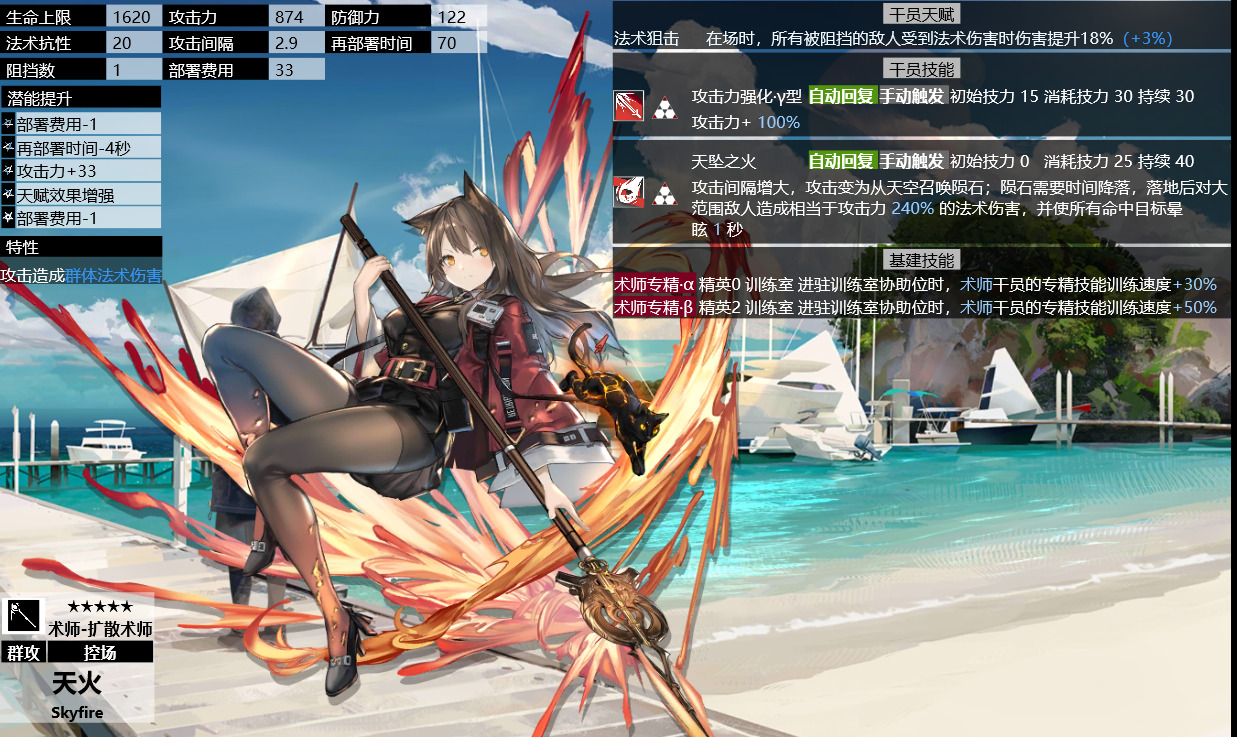 生命上限 1620 攻击力 874 防御力 122
法术抗性 20 攻击间隔 2.9 再部署时间 70
阻挡数 1 部署费用 33
潜能提升
部署费用-1
再部署时间-4秒
攻击力+33
天赋效果增强
部署费用-1
特性
攻击造成群体法术伤害
干员天赋
法术狙击 在场时，所有被阻挡的敌人受到法术伤害时伤害提升18%（+3%）
干员技能
攻击力强化·γ型 自动回复 手动触发 初始技力 15 消耗技力 30 持续 30
攻击力+ 100%
天坠之火 自动回复 手动触发 初始技力 0 消耗技力 25 持续 40
攻击间隔增大，攻击变为从天空召唤陨石；陨石需要时间降落，落地后对大
范围敌人造成相当于攻击力 240% 的法术伤害，并使所有命中目标晕
眩 1 秒
基建技能
术师专精·α 精英0 训练室 进驻训练室协助位时，术师干员的专精技能训练速度+30%
术师专精·β 精英2 训练室 进驻训练室协助位时，术师干员的专精技能训练速度+50%
★★★★★
术师-扩散术师
群攻 控场
天火
Skyfire